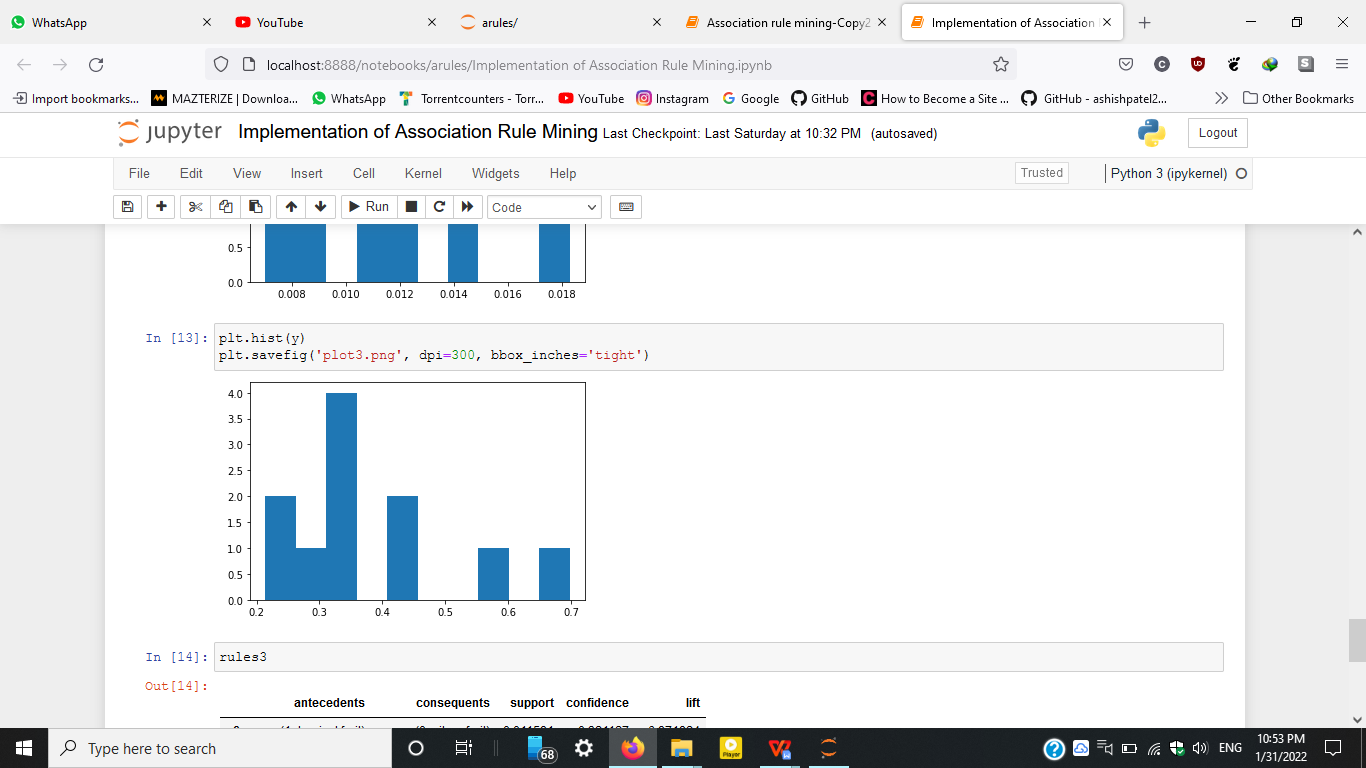 WhatsApp YouTube arules/ Association rule mining-Copy2 Implementation of Association
localhost:8888/notebooks/arules/Implementation of Association Rule Mining.ipynb
Import bookmarks... MAZTERIZE | Downloa... WhatsApp Torrentcounters - Torr... YouTube Instagram Google GitHub How to Become a Site ... GitHub - ashishpatel2... Other Bookmarks
jupyter Implementation of Association Rule Mining Last Checkpoint: Last Saturday at 10:32 PM (autosaved) Logout
File Edit View Insert Cell Kernel Widgets Help Trusted Python 3 (ipykernel)
Run Code
0.5
0.0
0.008 0.010 0.012 0.014 0.016 0.018
In [13]: plt.hist(y)
plt.savefig('plot3.png', dpi=300, bbox_inches='tight')
4.0
3.5
3.0
2.5
2.0
1.5
1.0
0.5
0.0
0.2 0.3 0.4 0.5 0.6 0.7
In [14]: rules3
Out[14]:
antecedents consequents support confidence lift
Type here to search 68 Player ENG 10:53 PM
1/31/2022